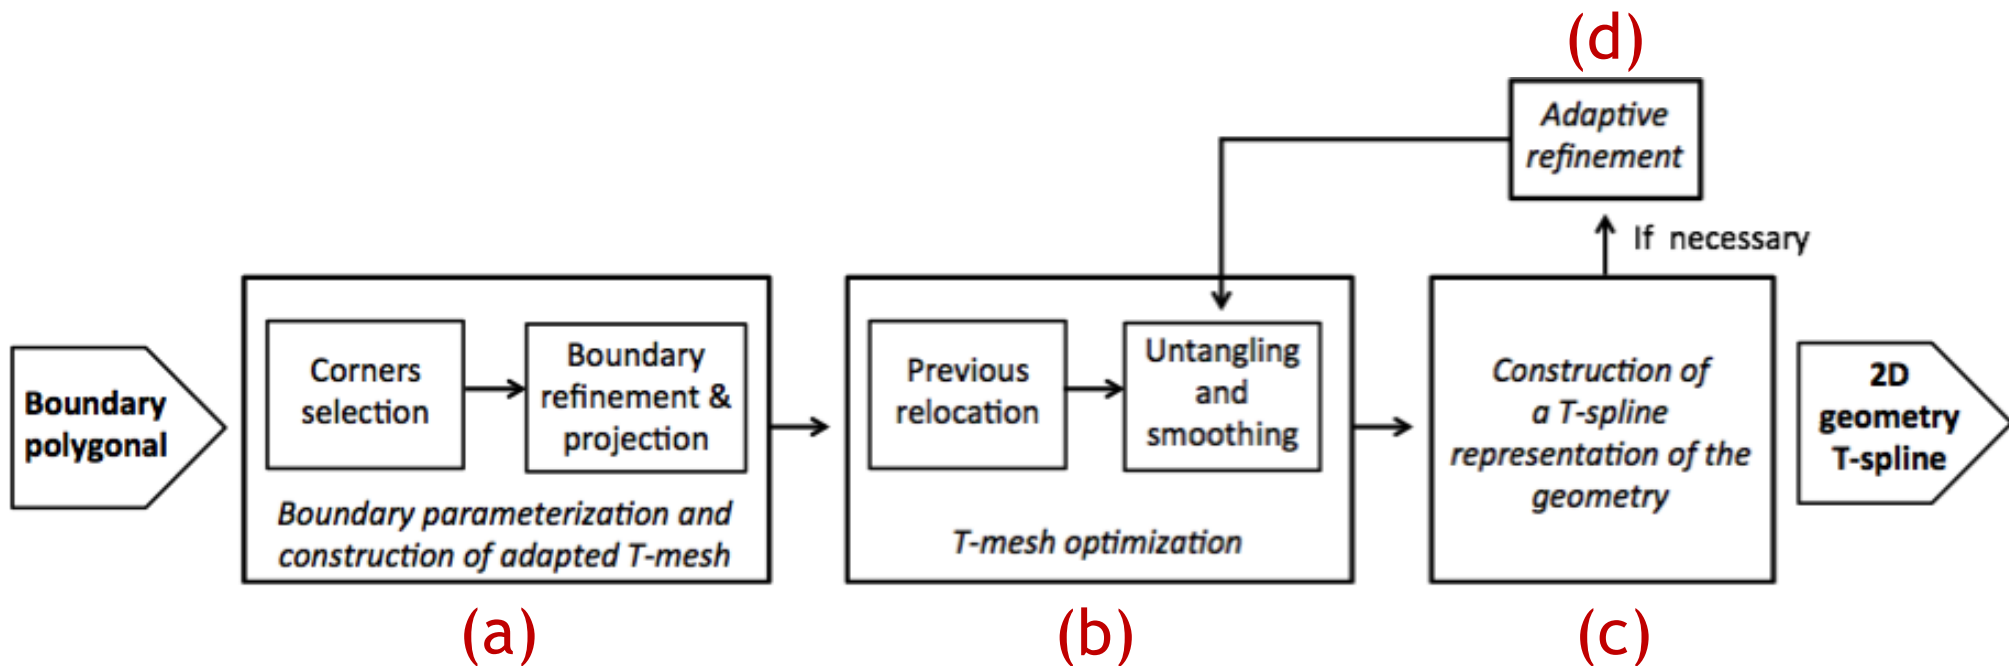 (d)
Adaptive
refinement
If necessary
Boundary
polygonal
Corners
selection
Boundary
refinement &
projection
Boundary parameterization and
construction of adapted T-mesh
(a)
Previous
relocation
Untangling
and
smoothing
T-mesh optimization
(b)
Construction of
a T-spline
representation of the
geometry
(c)
2D
geometry
T-spline